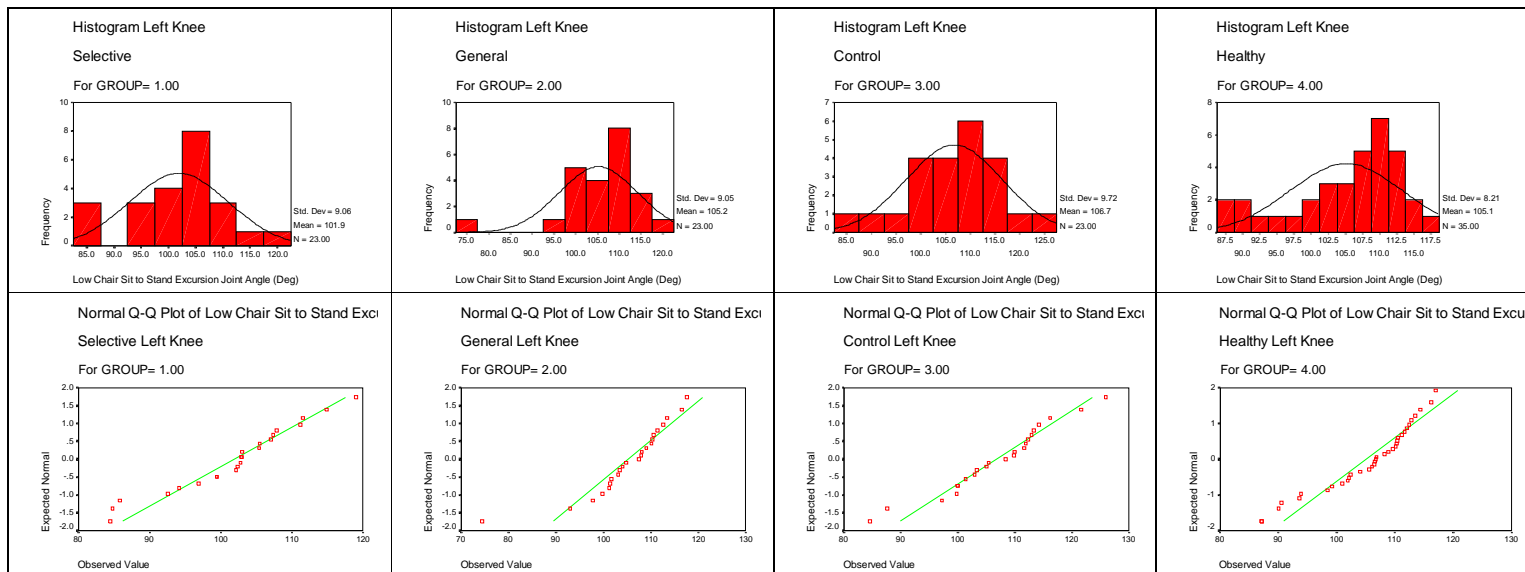 Histogram Left Knee
Selective
For GROUP= 1.00
10
8
6
4
2
0
Frequency
85.0 90.0 95.0 100.0 105.0 110.0 115.0 120.0
Std. Dev = 9.06
Mean = 101.9
N = 23.00
Low Chair Sit to Stand Excursion Joint Angle (Deg)
Histogram Left Knee
General
For GROUP= 2.00
10
8
6
4
2
0
Frequency
75.0 85.0 95.0 105.0 115.0
80.0 90.0 100.0 110.0 120.0
Std. Dev = 9.05
Mean = 105.2
N = 23.00
Low Chair Sit to Stand Excursion Joint Angle (Deg)
Histogram Left Knee
Control
For GROUP= 3.00
7
6
5
4
3
2
1
0
Frequency
85.0 95.0 105.0 115.0 125.0
90.0 100.0 110.0 120.0
Std. Dev = 9.72
Mean = 106.7
N = 23.00
Low Chair Sit to Stand Excursion Joint Angle (Deg)
Histogram Left Knee
Healthy
For GROUP= 4.00
8
6
4
2
0
Frequency
87.5 92.5 97.5 102.5 107.5 112.5 117.5
90.0 95.0 100.0 105.0 110.0 115.0
Std. Dev = 8.21
Mean = 105.1
N = 35.00
Low Chair Sit to Stand Excursion Joint Angle (Deg)
Normal Q-Q Plot of Low Chair Sit to Stand Excu
Selective Left Knee
For GROUP= 1.00
2.0
1.5
1.0
.5
0.0
-.5
-1.0
-1.5
-2.0
Expected Normal
80 90 100 110 120
Observed Value
Normal Q-Q Plot of Low Chair Sit to Stand Excu
General Left Knee
For GROUP= 2.00
2.0
1.5
1.0
.5
0.0
-.5
-1.0
-1.5
-2.0
Expected Normal
70 80 90 100 110 120 130
Observed Value
Normal Q-Q Plot of Low Chair Sit to Stand Excu
Control Left Knee
For GROUP= 3.00
2.0
1.5
1.0
.5
0.0
-.5
-1.0
-1.5
-2.0
Expected Normal
80 90 100 110 120 130
Observed Value
Normal Q-Q Plot of Low Chair Sit to Stand Excu
Healthy Left Knee
For GROUP= 4.00
2
1
0
-1
-2
Expected Normal
80 90 100 110 120 130
Observed Value